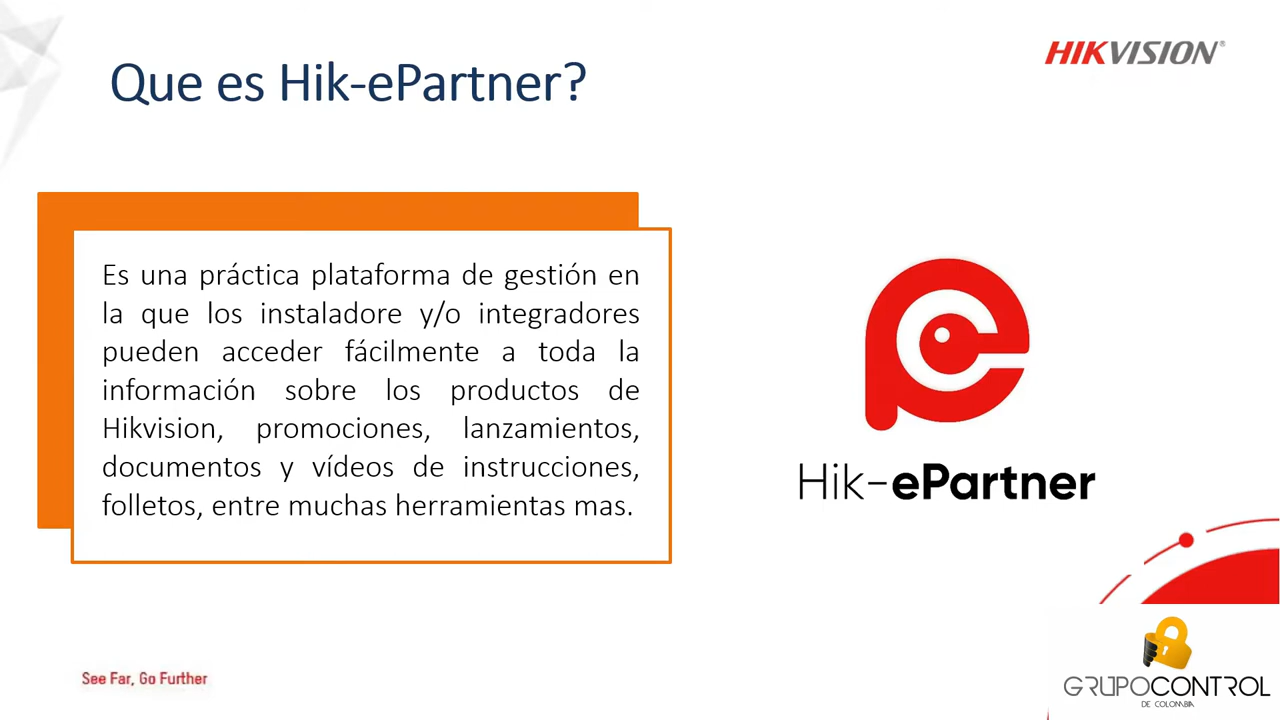 Que es Hik-ePartner?
HIKVISION®
Es una práctica plataforma de gestión en
la que los instaladore y/o integradores
pueden acceder fácilmente a toda la
información sobre los productos de
Hikvision, promociones, lanzamientos,
documentos y vídeos de instrucciones,
folletos, entre muchas herramientas mas.
Hik-ePartner
See Far, Go Further
GRUPOCONTROL
DE COLOMBIA